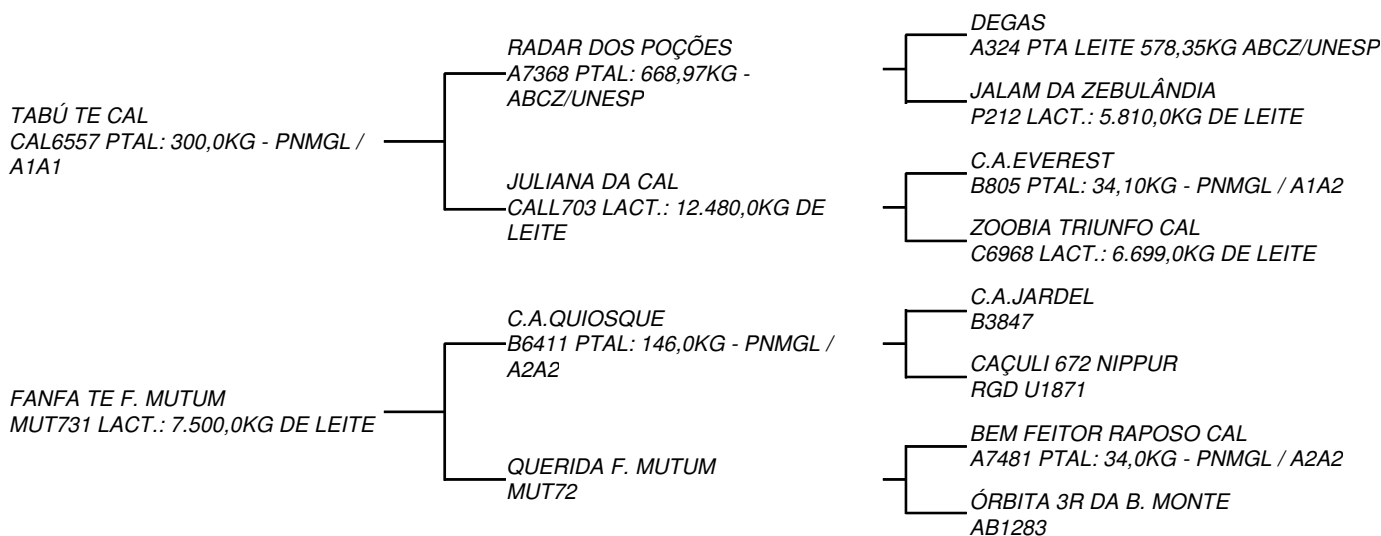 TABÚ TE CAL
CAL6557 PTAL: 300,0KG - PNMGL /
A1A1
FANFA TE F. MUTUM
MUT731 LACT.: 7.500,0KG DE LEITE
RADAR DOS POÇÕES
A7368 PTAL: 668,97KG -
ABCZ/UNESP
JULIANA DA CAL
CALL703 LACT.: 12.480,0KG DE
LEITE
C.A.QUIOSQUE
B6411 PTAL: 146,0KG - PNMGL /
A2A2
QUERIDA F. MUTUM
MUT72
DEGAS
A324 PTA LEITE 578,35KG ABCZ/UNESP
JALAM DA ZEBULÂNDIA
P212 LACT.: 5.810,0KG DE LEITE
C.A.EVEREST
B805 PTAL: 34,10KG - PNMGL / A1A2
ZOOBIA TRIUNFO CAL
C6968 LACT.: 6.699,0KG DE LEITE
C.A.JARDEL
B3847
CAÇULI 672 NIPPUR
RGD U1871
BEM FEITOR RAPOSO CAL
A7481 PTAL: 34,0KG - PNMGL / A2A2
ÓRBITA 3R DA B. MONTE
AB1283